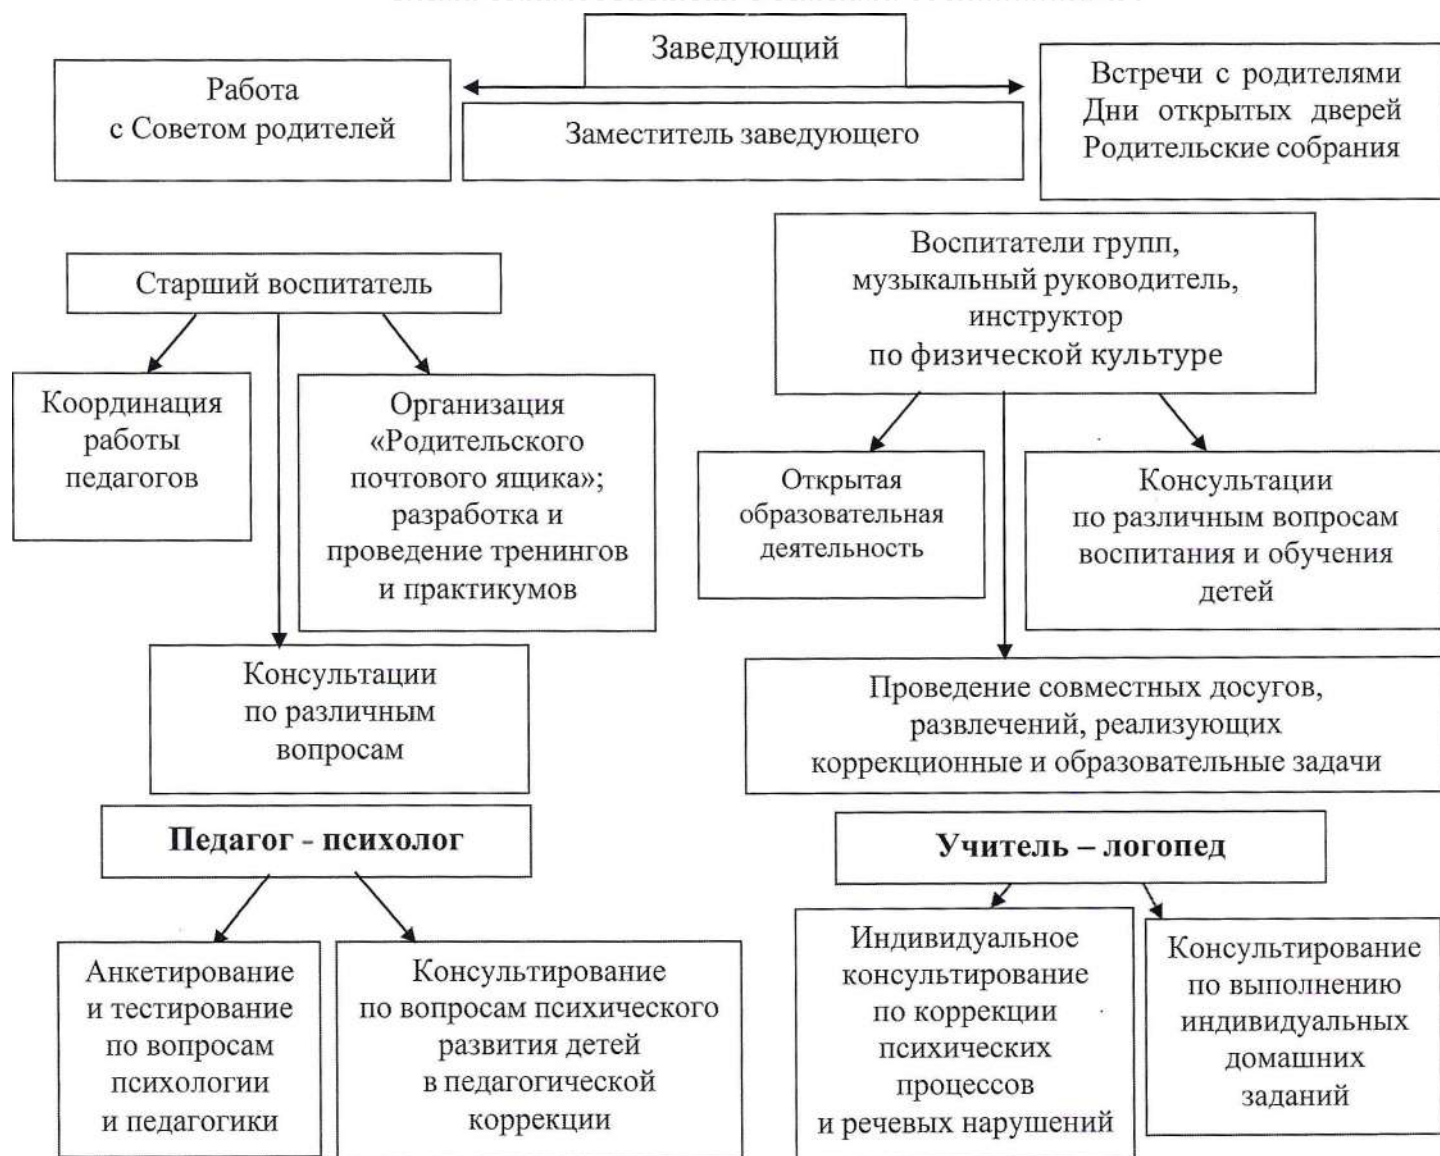 Заведующий
Работа
с Советом родителей
Заместитель заведующего
Встречи с родителями
Дни открытых дверей
Родительские собрания
Старший воспитатель
Координация
работы
педагогов
Организация
«Родительского
почтового ящика»;
разработка и
проведение тренингов
и практикумов
Консультации
по различным
вопросам
Воспитатели групп,
музыкальный руководитель,
инструктор
по физической культуре
Открытая
образовательная
деятельность
Консультации
по различным вопросам
воспитания и обучения
детей
Проведение совместных досугов,
развлечений, реализующих
коррекционные и образовательные задачи
Педагог - психолог
Анкетирование
и тестирование
по вопросам
психологии
и педагогики
Консультирование
по вопросам психического
развития детей
в педагогической
коррекции
Учитель – логопед
Индивидуальное
консультирование
по коррекции
психических
процессов
и речевых нарушений
Консультирование
по выполнению
индивидуальных
домашних
заданий